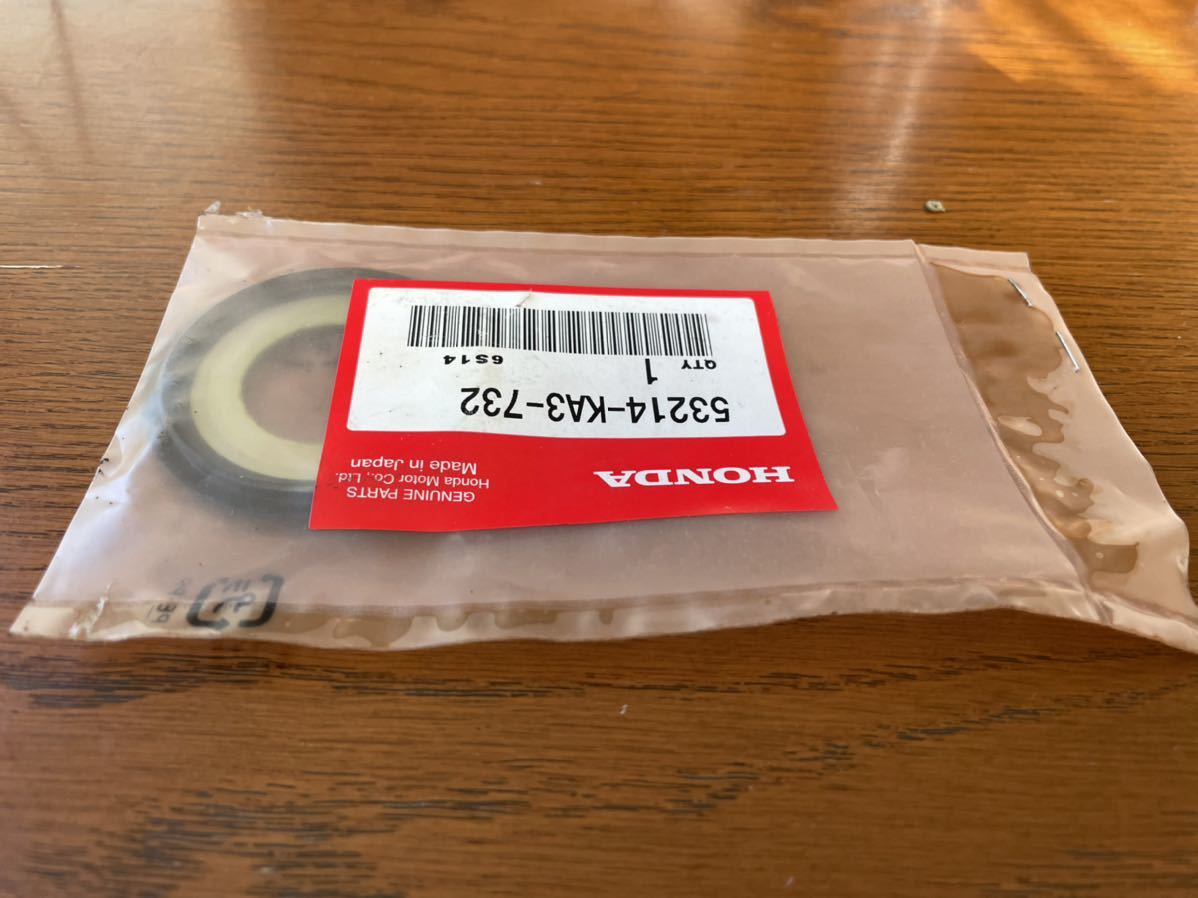 HONDA
GENUINE PARTS
Honda Motor Co., Ltd.
Made in Japan
53214-KA3-732
QTY
1
6S14